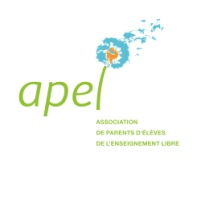 apel
ASSOCIATION
DE PARENTS D'ÉLÈVES
DE L'ENSEIGNEMENT LIBRE